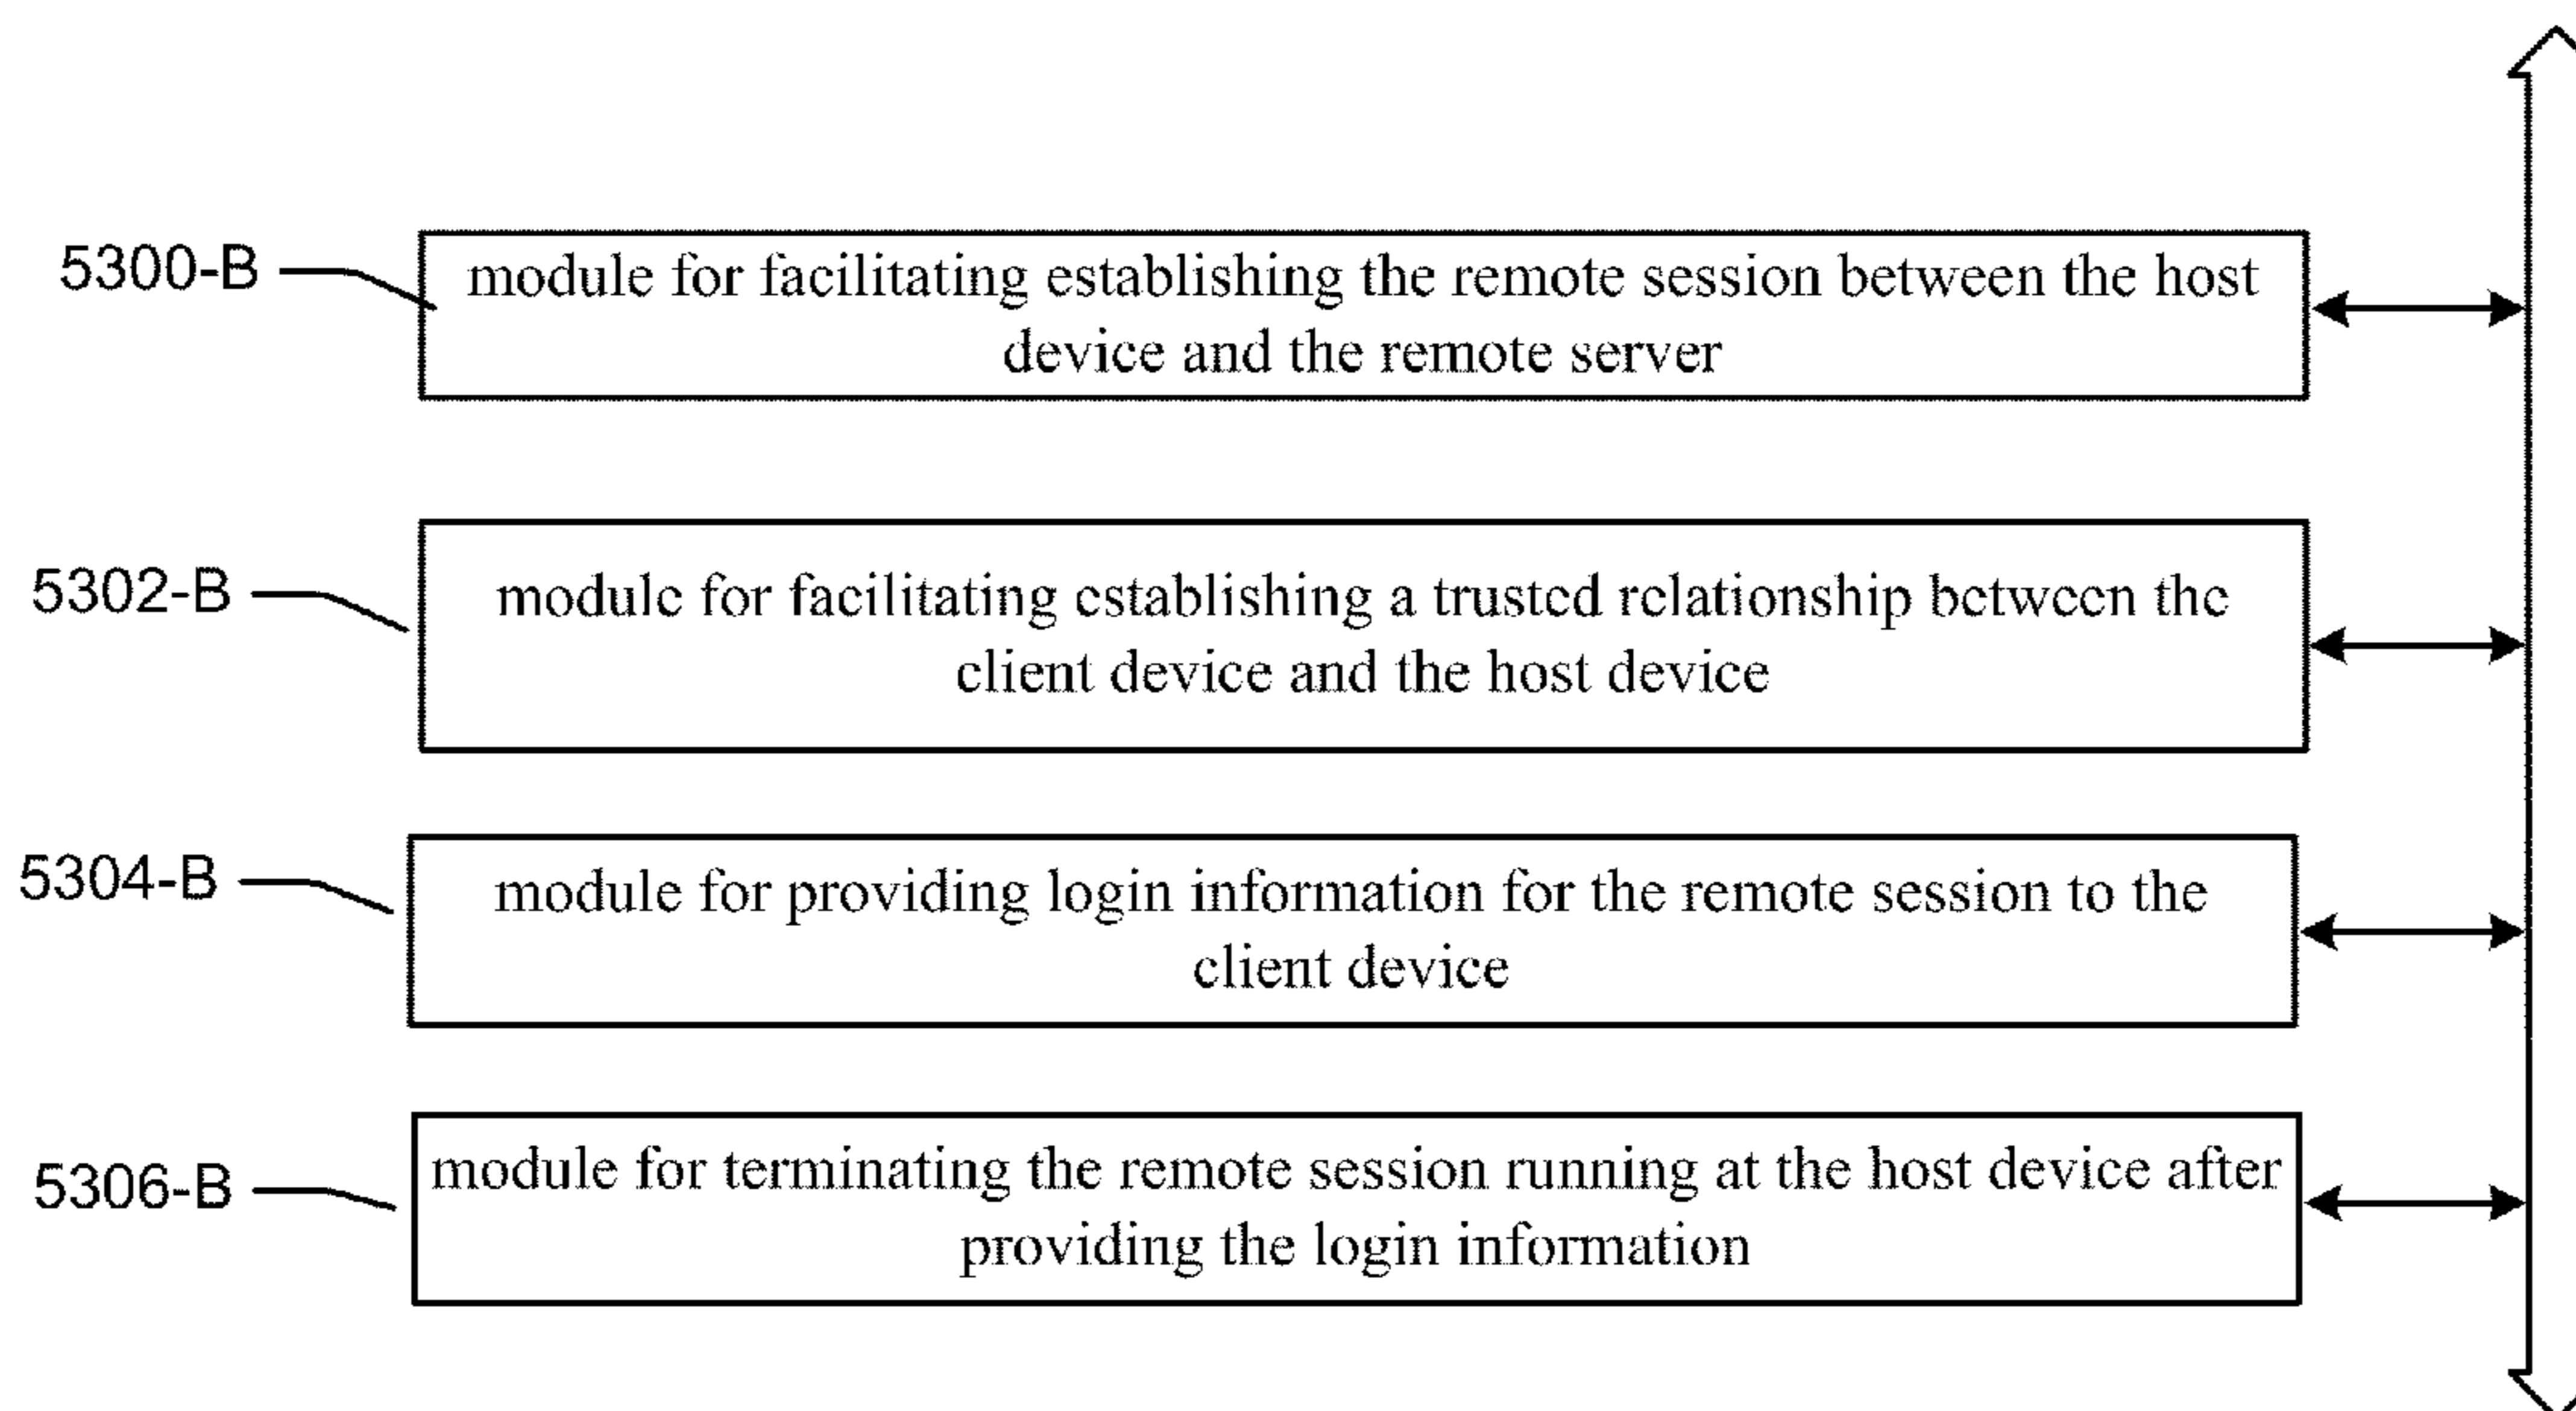 5300-B
module for facilitating establishing the remote session between the host
device and the remote server
5302-B
module for facilitating establishing a trusted relationship between the
client device and the host device
5304-B
module for providing login information for the remote session to the
client device
5306-B
module for terminating the remote session running at the host device after
providing the login information